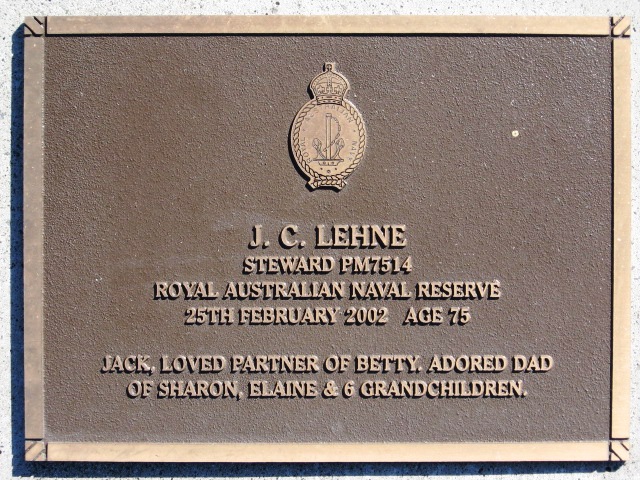 J. C. LEHNE
STEWARD PM7514
ROYAL AUSTRALIAN NAVAL RESERVE
25TH FEBRUARY 2002 AGE 75
JACK, LOVED PARTNER OF BETTY. ADORED DAD
OF SHARON, ELAINE & 6 GRANDCHILDREN.